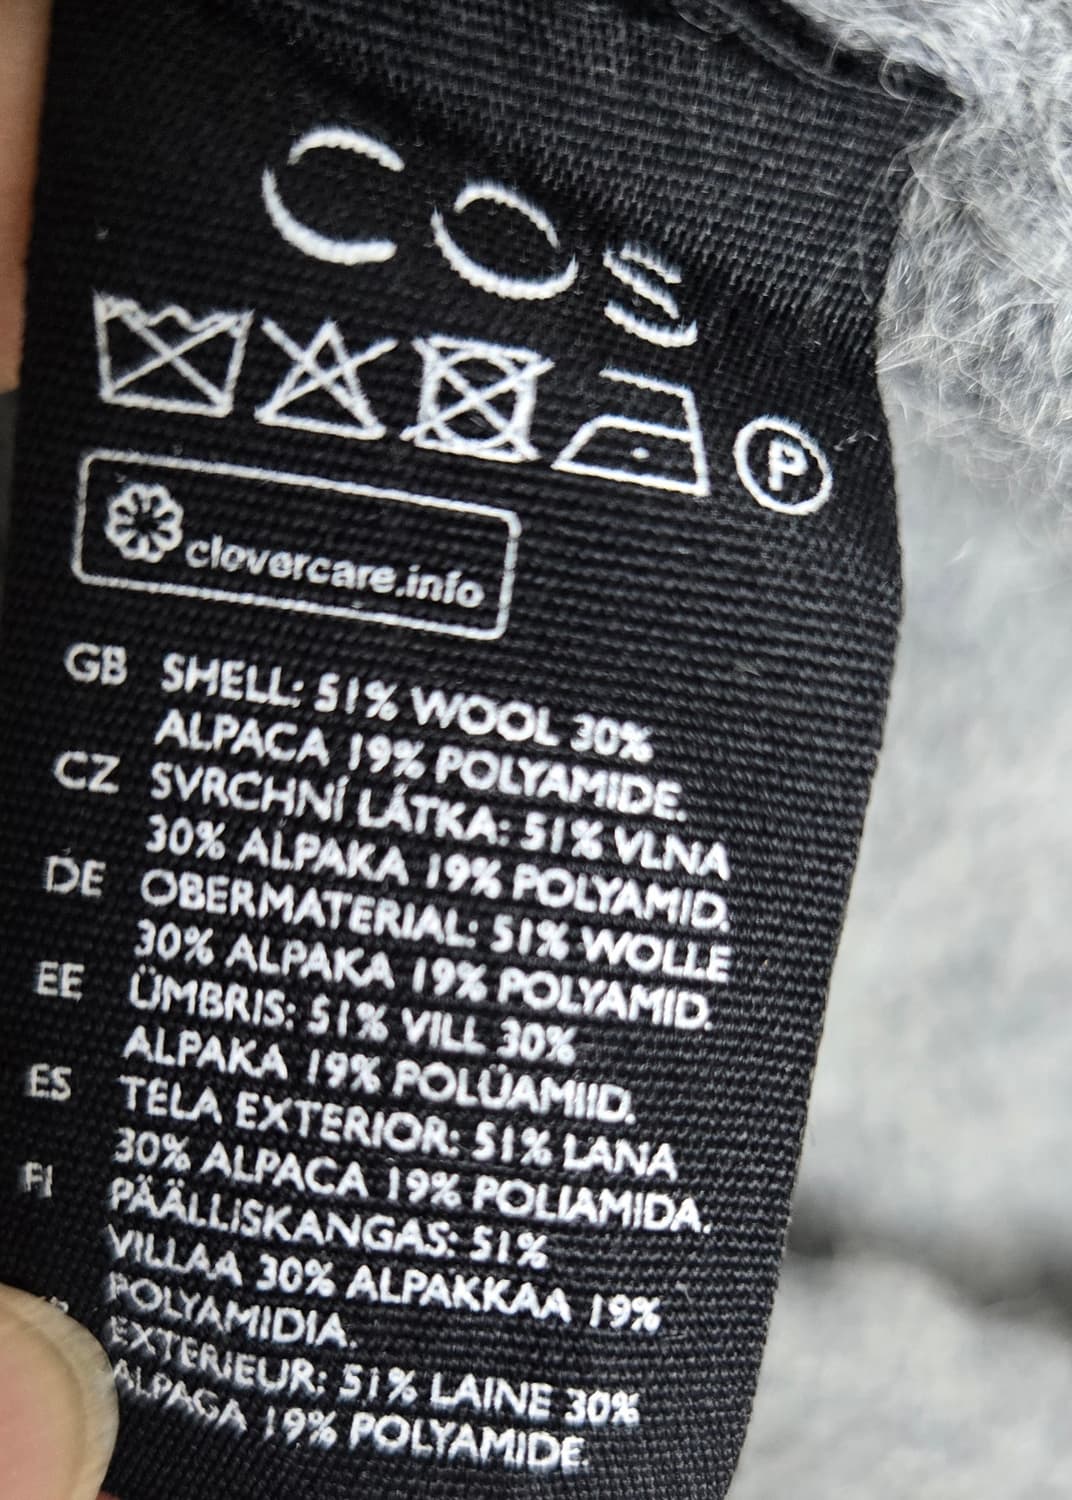 COS
P
clevercare.info
GB SHELL: 51% WOOL 30%
ALPACA 19% POLYAMIDE.
CZ SVRCHNÍ LÁTKA: 51% VLNA
30% ALPAKA 19% POLYAMID.
DE OBERMATERIAL: 51% WOLLE
30% ALPAKA 19% POLYAMID.
EE ÜMBRIS: 51% VILL 30%
ALPAKA 19% POLÜAMIID.
ES TELA EXTERIOR: 51% LANA
30% ALPACA 19% POLIAMIDA.
FI PÄÄLLISKANGAS: 51%
VILLAA 30% ALPAKKAA 19%
POLYAMIDIA.
EXTERIEUR: 51% LAINE 30%
ALPAGA 19% POLYAMIDE.